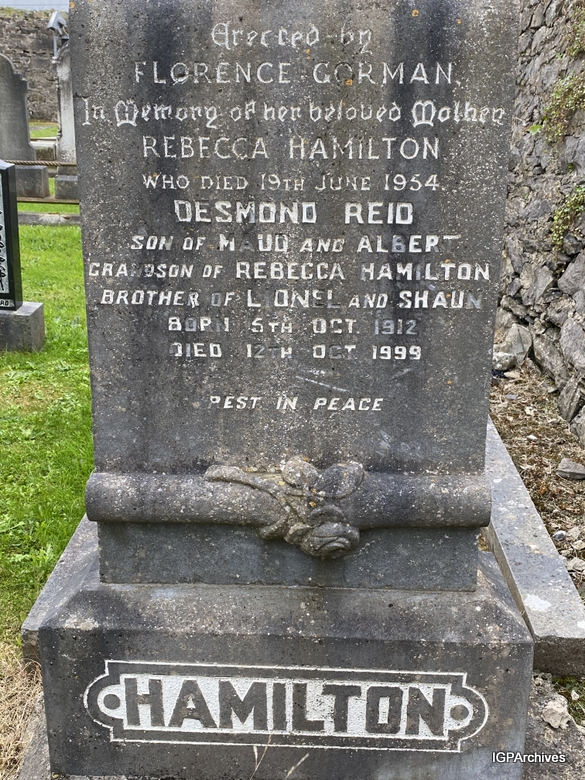 Erected by
FLORENCE GORMAN,
In Memory of her beloved Mother
REBECCA HAMILTON
WHO DIED 19TH JUNE 1954.
DESMOND REID
SON OF MAUD AND ALBERT
GRANDSON OF REBECCA HAMILTON
BROTHER OF LIONEL AND SHAUN
BORN 5TH OCT 1912
DIED 12TH OCT 1999
REST IN PEACE
HAMILTON
IGPArchives